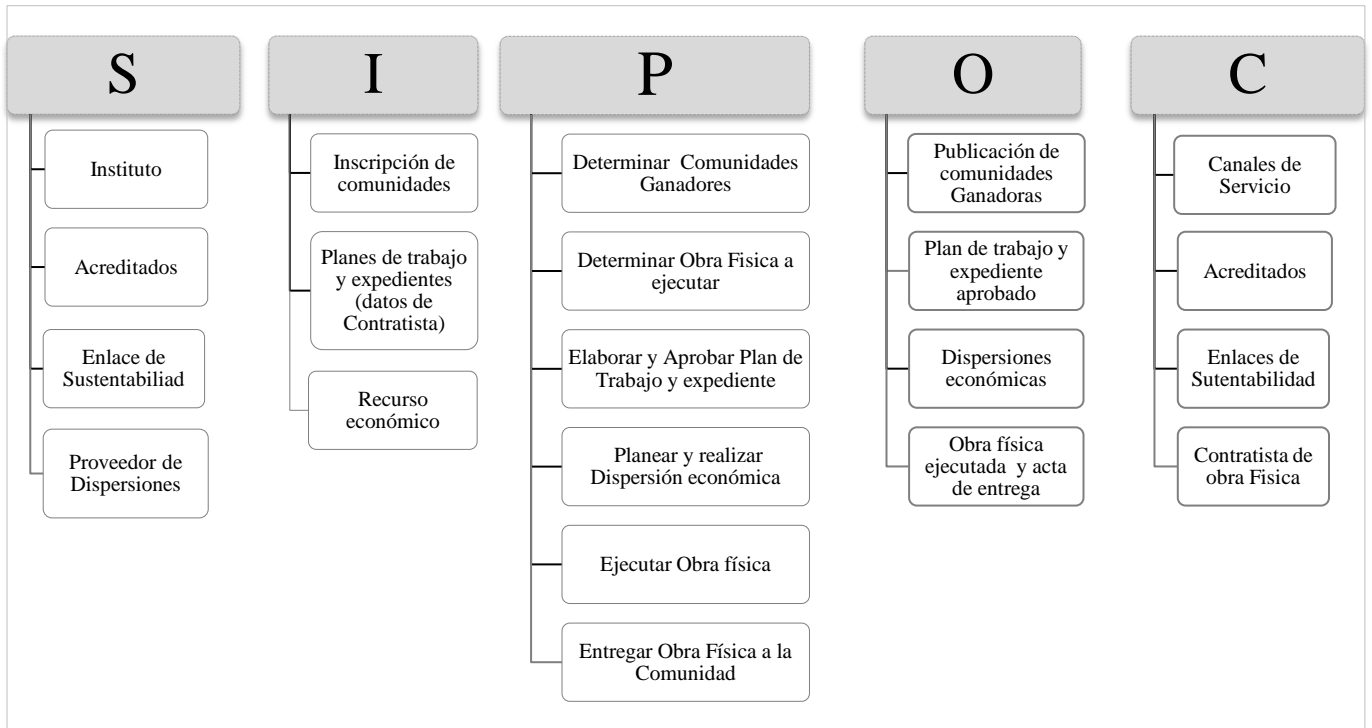 S
Instituto
Acreditados
Enlace de
Sustentabiliad
Proveedor de
Dispersiones
I
Inscripción de
comunidades
Planes de trabajo
y expedientes
(datos de
Contratista)
Recurso
económico
P
Determinar Comunidades
Ganadores
Determinar Obra Fisica a
ejecutar
Elaborar y Aprobar Plan de
Trabajo y expediente
Planear y realizar
Dispersión económica
Ejecutar Obra física
Entregar Obra Física a la
Comunidad
O
Publicación de
comunidades
Ganadoras
Plan de trabajo y
expediente
aprobado
Dispersiones
económicas
Obra física
ejecutada y acta
de entrega
C
Canales de
Servicio
Acreditados
Enlaces de
Sutentabilidad
Contratista de
obra Fisica